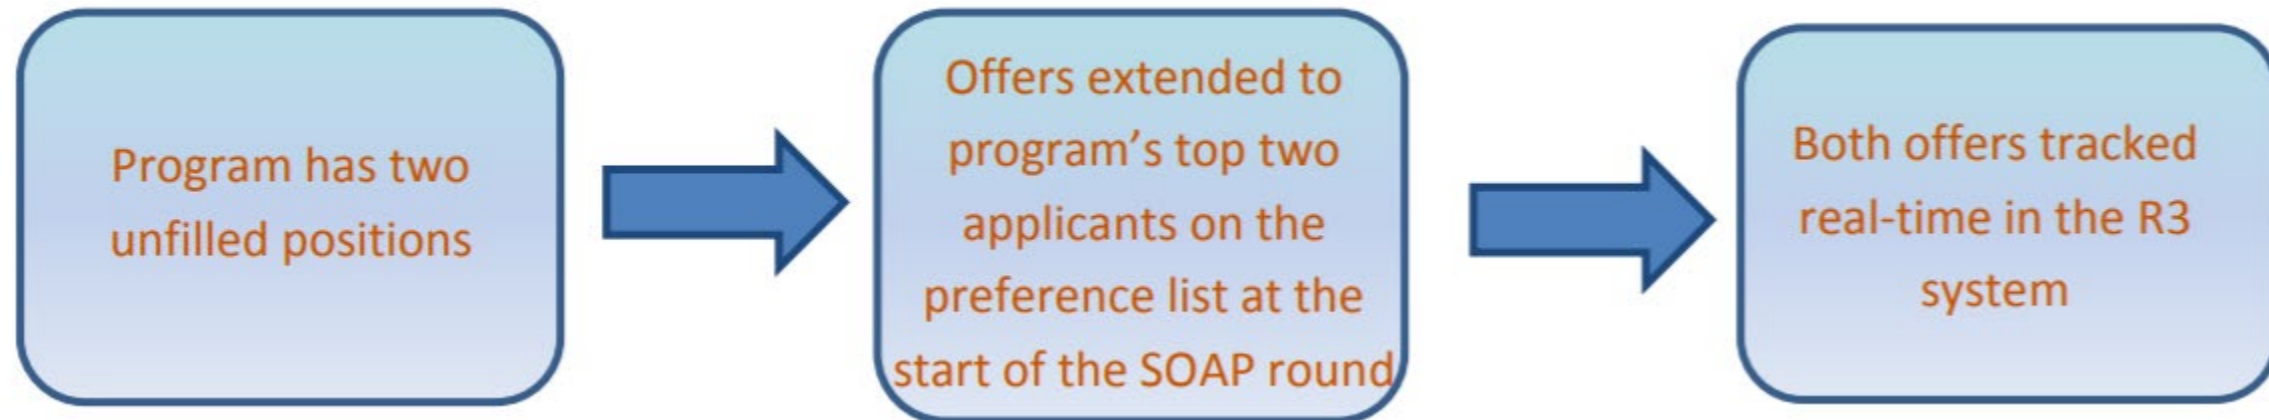 Program has two
unfilled positions
Offers extended to
program’s top two
applicants on the
preference list at the
start of the SOAP round
Both offers tracked
real-time in the R3
system